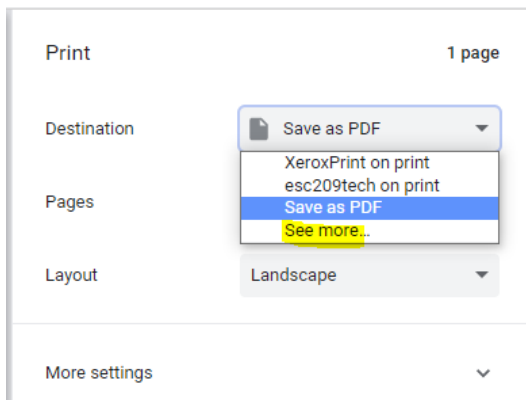 Print 1 page
Destination Save as PDF
XeroxPrint on print
esc209tech on print
Save as PDF
See more...
Pages
Layout Landscape
More settings